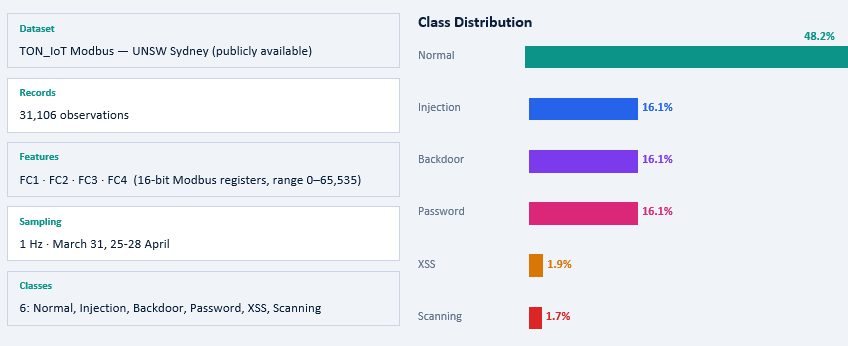 Dataset
TON_IoT Modbus — UNSW Sydney (publicly available)
Records
31,106 observations
Features
FC1 · FC2 · FC3 · FC4 (16-bit Modbus registers, range 0–65,535)
Sampling
1 Hz · March 31, 25-28 April
Classes
6: Normal, Injection, Backdoor, Password, XSS, Scanning
Class Distribution
48.2%
Normal
Injection 16.1%
Backdoor 16.1%
Password 16.1%
XSS 1.9%
Scanning 1.7%